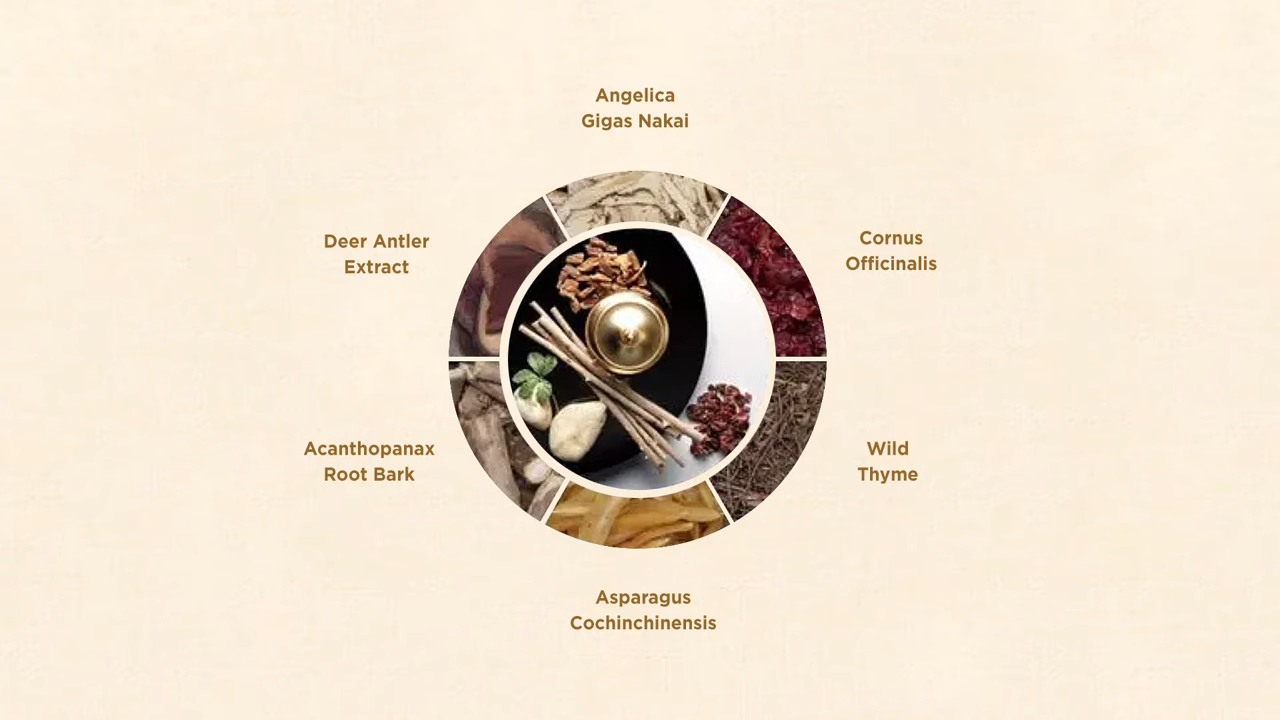 Angelica
Gigas Nakai
Deer Antler
Extract
Cornus
Officinalis
Acanthopanax
Root Bark
Wild
Thyme
Asparagus
Cochinchinensis